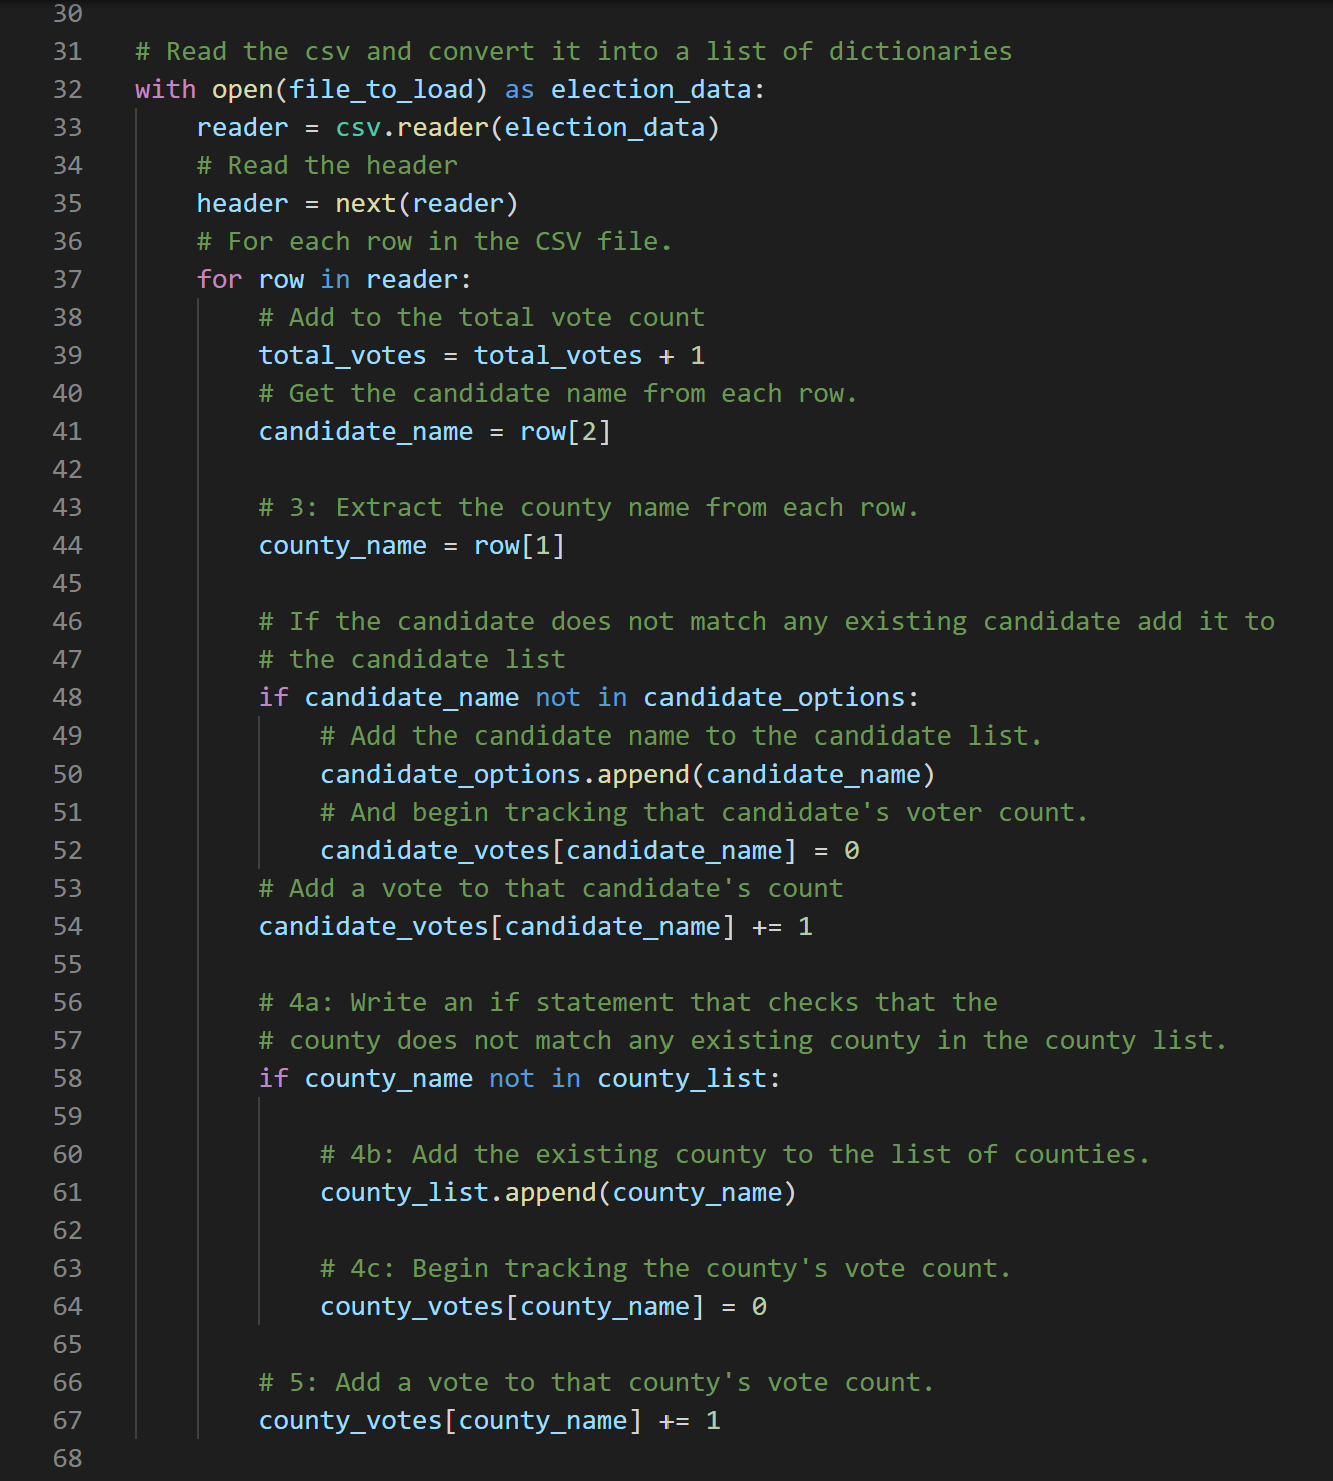 30
31 # Read the csv and convert it into a list of dictionaries
32 with open(file_to_load) as election_data:
33     reader = csv.reader(election_data)
34     # Read the header
35     header = next(reader)
36     # For each row in the CSV file.
37     for row in reader:
38         # Add to the total vote count
39         total_votes = total_votes + 1
40         # Get the candidate name from each row.
41         candidate_name = row[2]
42
43         # 3: Extract the county name from each row.
44         county_name = row[1]
45
46         # If the candidate does not match any existing candidate add it to
47         # the candidate list
48         if candidate_name not in candidate_options:
49             # Add the candidate name to the candidate list.
50             candidate_options.append(candidate_name)
51             # And begin tracking that candidate's voter count.
52             candidate_votes[candidate_name] = 0
53         # Add a vote to that candidate's count
54         candidate_votes[candidate_name] += 1
55
56         # 4a: Write an if statement that checks that the
57         # county does not match any existing county in the county list.
58         if county_name not in county_list:
59
60             # 4b: Add the existing county to the list of counties.
61             county_list.append(county_name)
62
63             # 4c: Begin tracking the county's vote count.
64             county_votes[county_name] = 0
65
66         # 5: Add a vote to that county's vote count.
67         county_votes[county_name] += 1
68